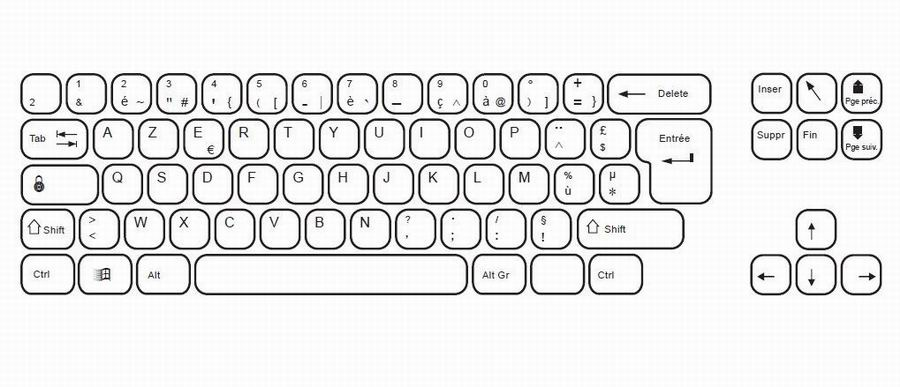 1 2 3 4 5 6 7 8 9 0 ° + Delete Inser
2 & é ~ " # ' { ( [ - | è ` – ç ^ à @ ) ] = } Pge préc.
Tab A Z E R T Y U I O P ¨ £ Entrée Suppr Fin
€ ^ $ Pge suiv.
Q S D F G H J K L M % µ
ù *
Shift > W X C V B N ? . / § Shift
< , ; : !
Ctrl Alt Alt Gr Ctrl